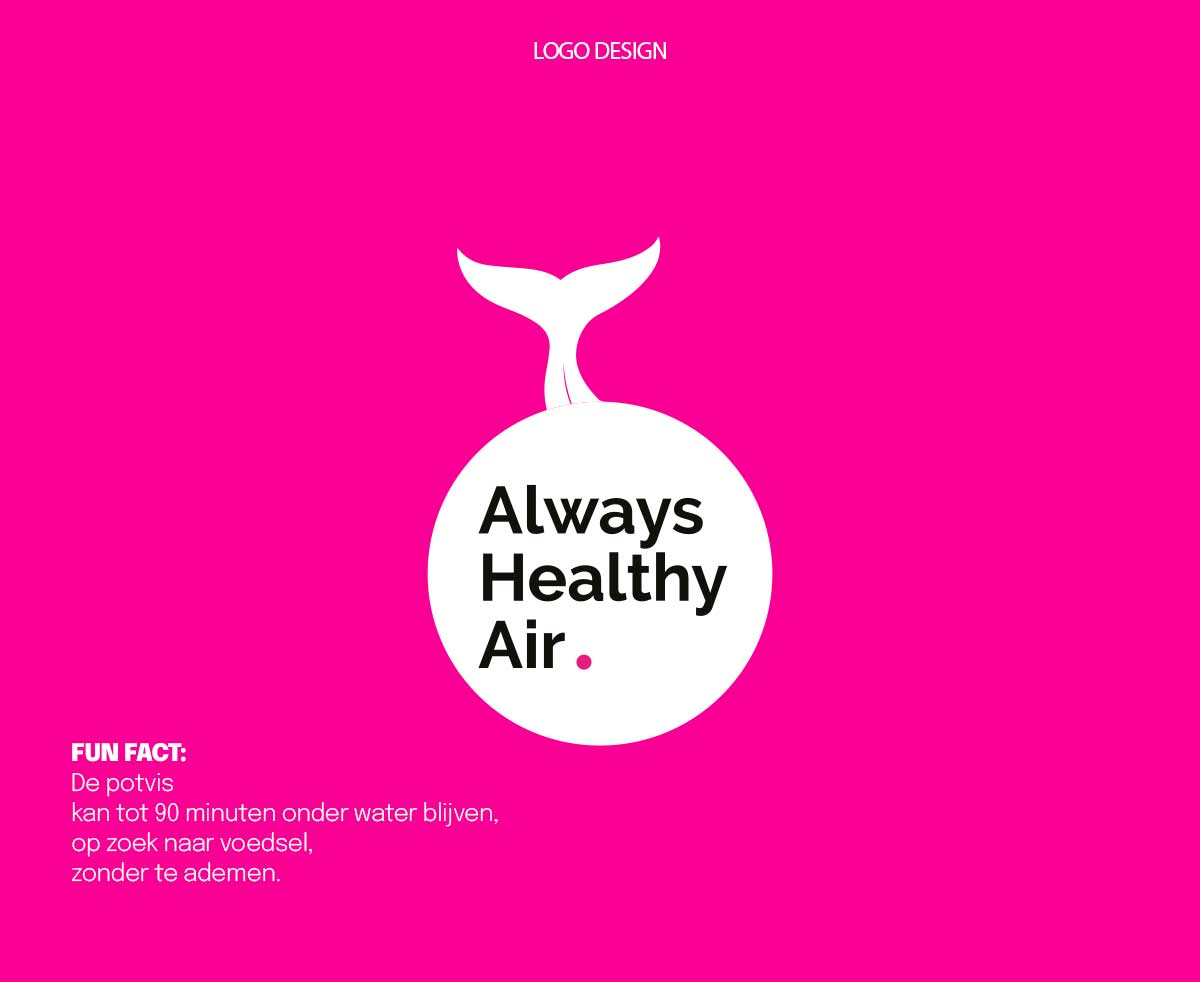 LOGO DESIGN
Always
Healthy
Air.
FUN FACT:
De potvis
kan tot 90 minuten onder water blijven,
op zoek naar voedsel,
zonder te ademen.